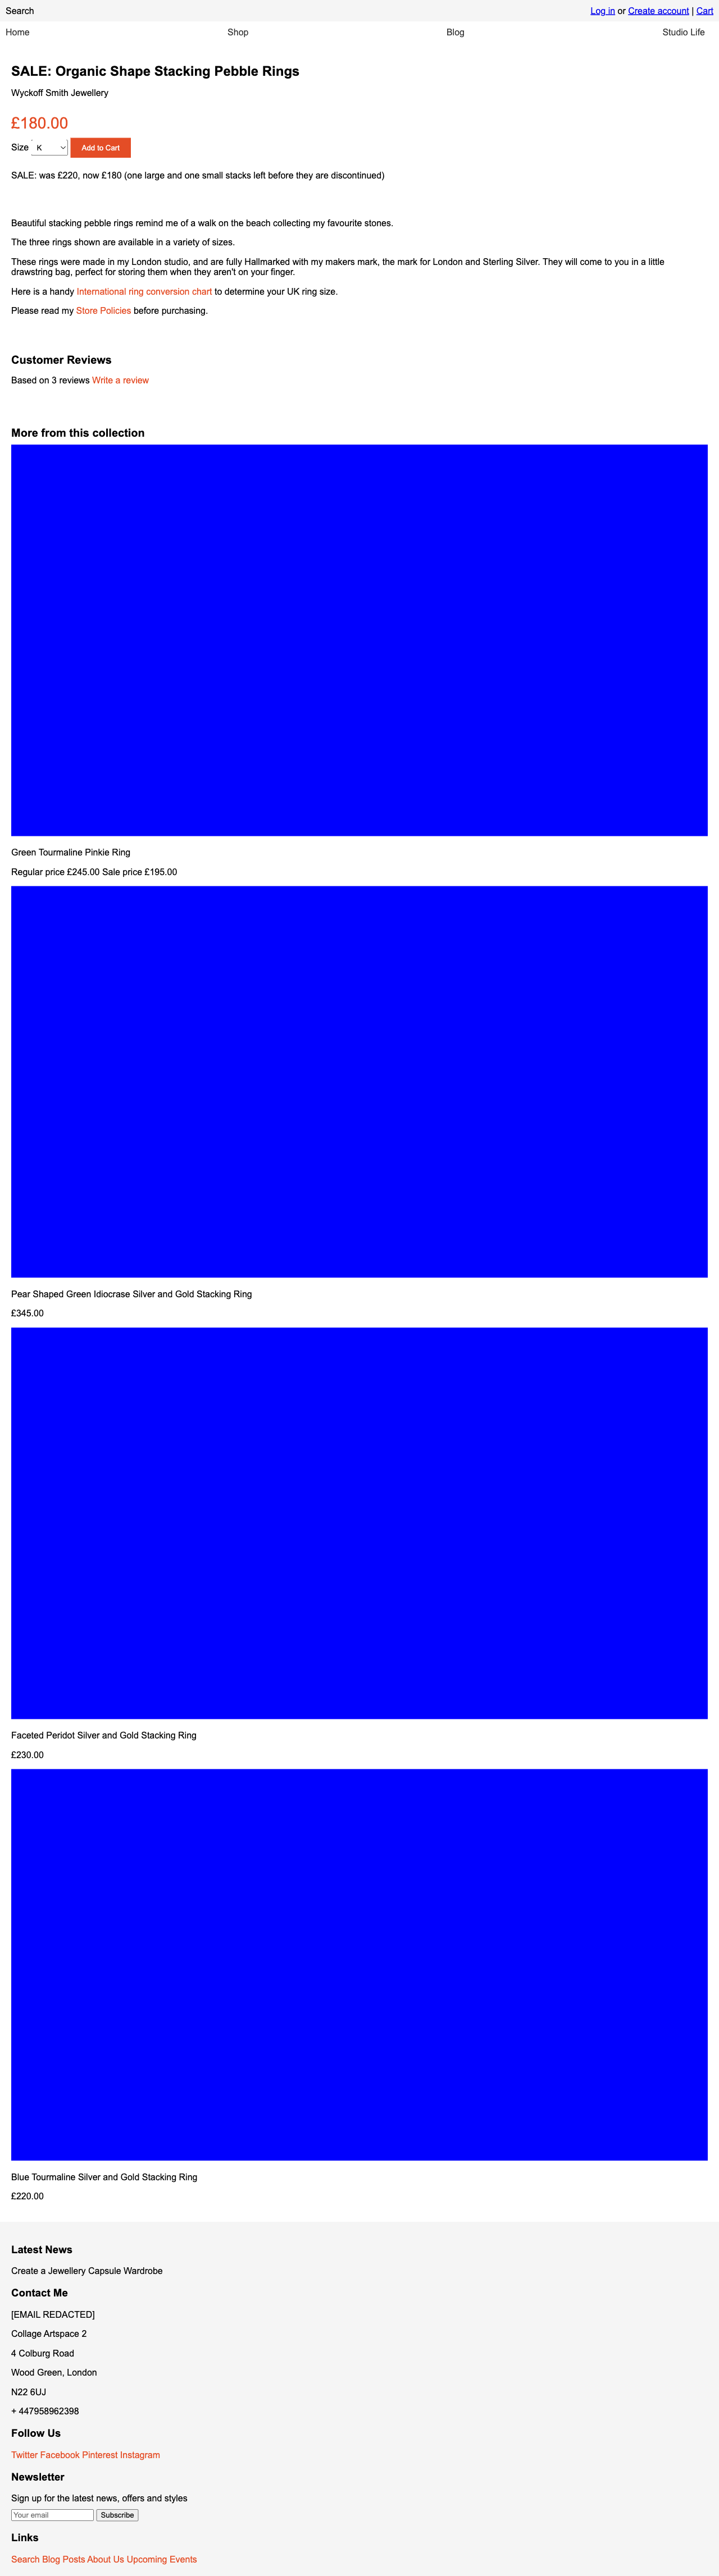 Search
Log in or Create account | Cart
Home Shop Blog Studio Life
SALE: Organic Shape Stacking Pebble Rings
Wyckoff Smith Jewellery
£180.00
Size K Add to Cart
SALE: was £220, now £180 (one large and one small stacks left before they are discontinued)
Beautiful stacking pebble rings remind me of a walk on the beach collecting my favourite stones.
The three rings shown are available in a variety of sizes.
These rings were made in my London studio, and are fully Hallmarked with my makers mark, the mark for London and Sterling Silver. They will come to you in a little
drawstring bag, perfect for storing them when they aren't on your finger.
Here is a handy International ring conversion chart to determine your UK ring size.
Please read my Store Policies before purchasing.
Customer Reviews
Based on 3 reviews Write a review
More from this collection
Green Tourmaline Pinkie Ring
Regular price £245.00 Sale price £195.00
Pear Shaped Green Idiocrase Silver and Gold Stacking Ring
£345.00
Faceted Peridot Silver and Gold Stacking Ring
£230.00
Blue Tourmaline Silver and Gold Stacking Ring
£220.00
Latest News
Create a Jewellery Capsule Wardrobe
Contact Me
[EMAIL REDACTED]
Collage Artspace 2
4 Colburg Road
Wood Green, London
N22 6UJ
+ 447958962398
Follow Us
Twitter Facebook Pinterest Instagram
Newsletter
Sign up for the latest news, offers and styles
Your email Subscribe
Links
Search Blog Posts About Us Upcoming Events